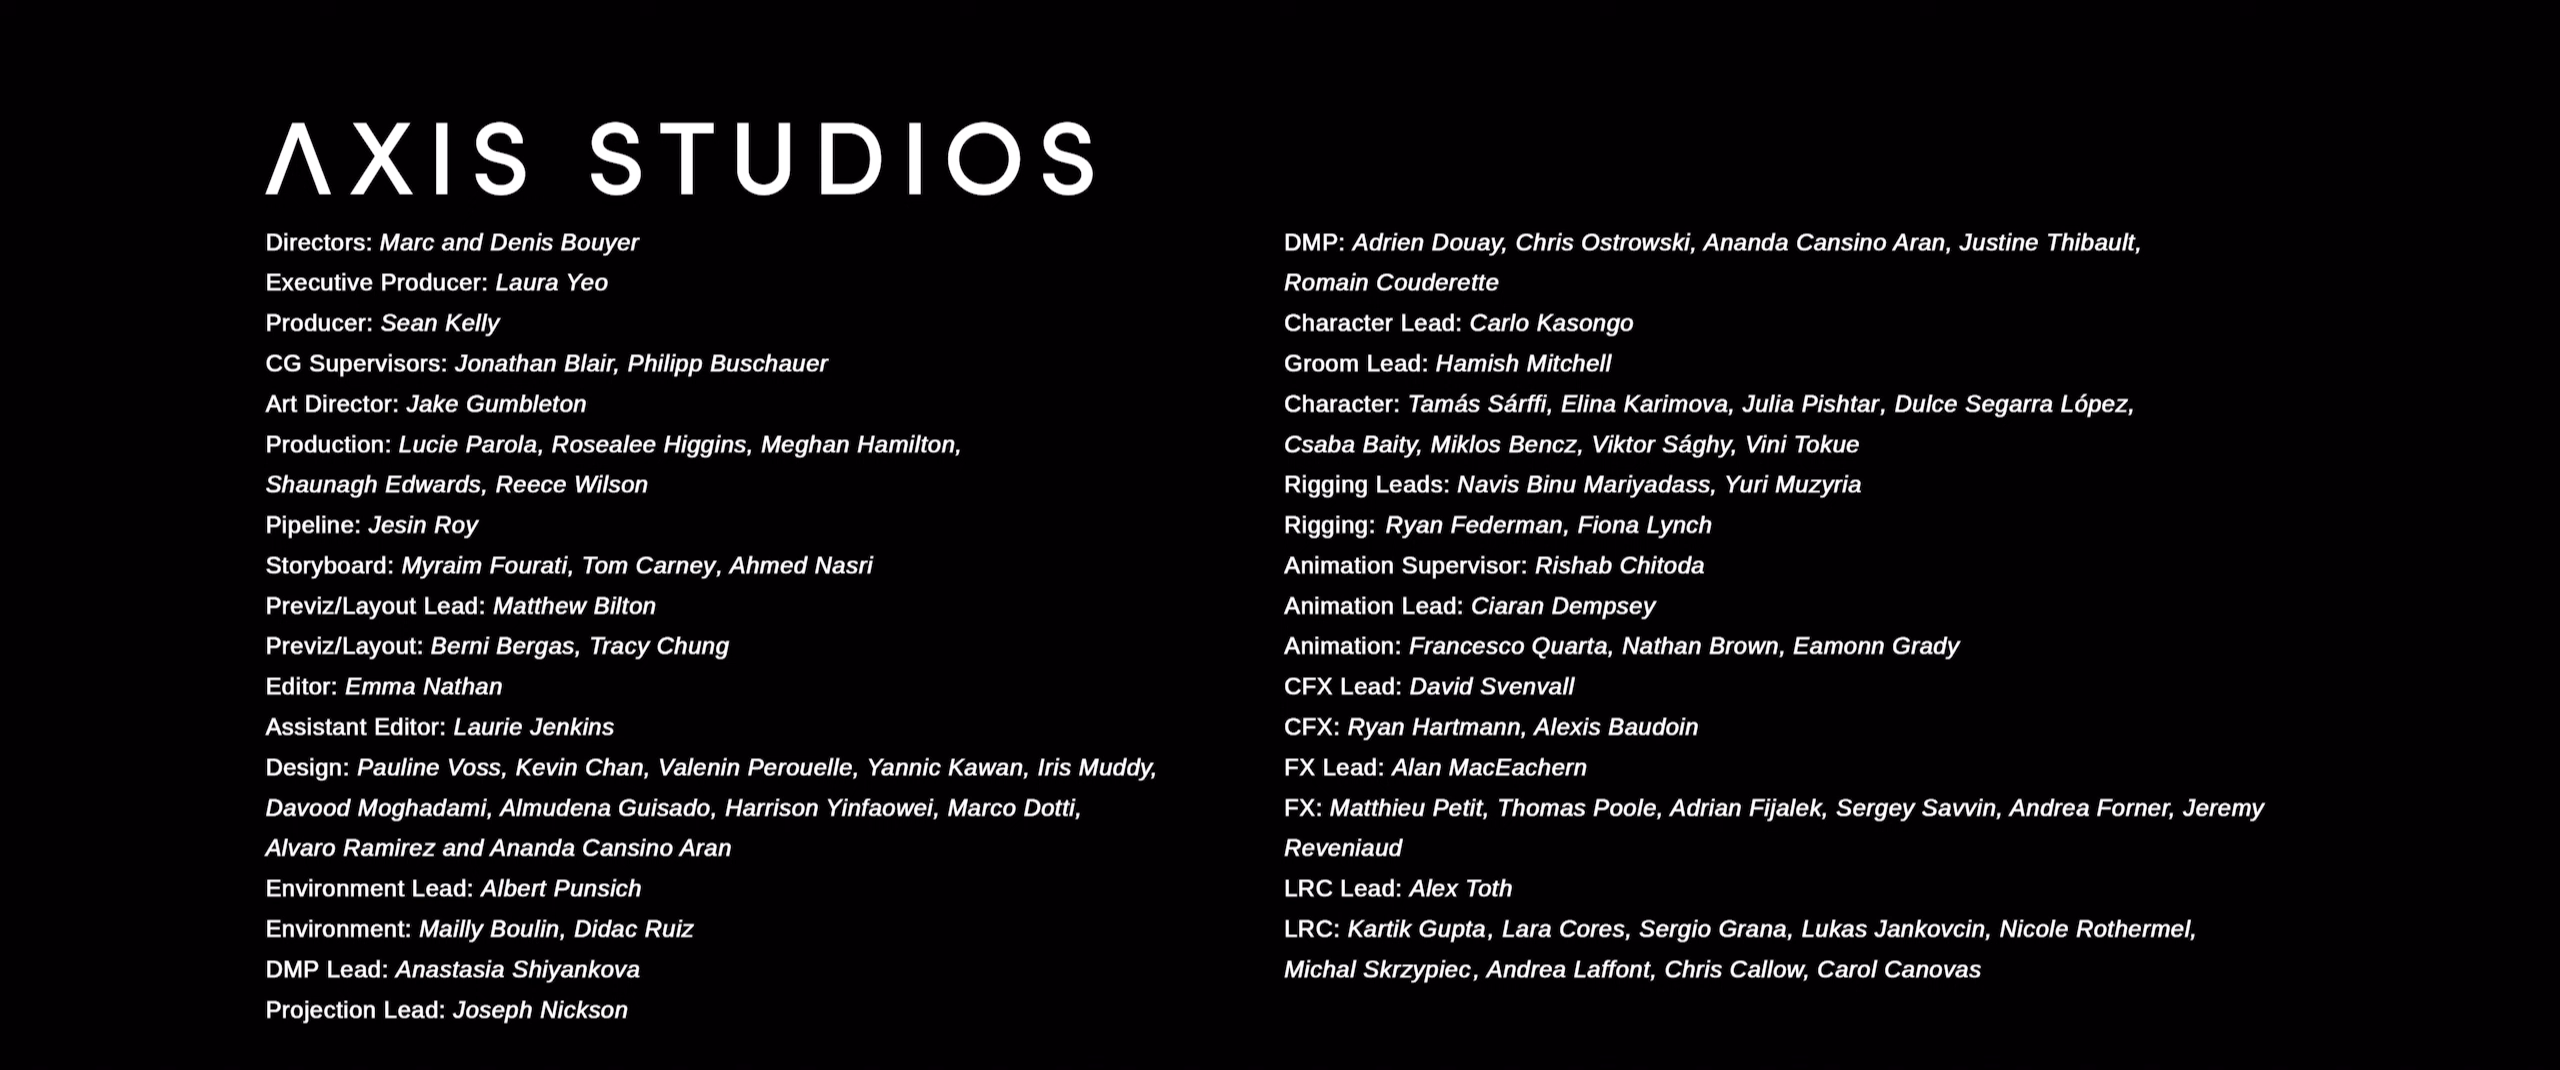 AXIS STUDIOS
Directors: Marc and Denis Bouyer
Executive Producer: Laura Yeo
Producer: Sean Kelly
CG Supervisors: Jonathan Blair, Philipp Buschauer
Art Director: Jake Gumbleton
Production: Lucie Parola, Rosealee Higgins, Meghan Hamilton,
Shaunagh Edwards, Reece Wilson
Pipeline: Jesin Roy
Storyboard: Myraim Fourati, Tom Carney, Ahmed Nasri
Previz/Layout Lead: Matthew Bilton
Previz/Layout: Berni Bergas, Tracy Chung
Editor: Emma Nathan
Assistant Editor: Laurie Jenkins
Design: Pauline Voss, Kevin Chan, Valenin Perouelle, Yannic Kawan, Iris Muddy,
Davood Moghadami, Almudena Guisado, Harrison Yinfaowei, Marco Dotti,
Alvaro Ramirez and Ananda Cansino Aran
Environment Lead: Albert Punsich
Environment: Mailly Boulin, Didac Ruiz
DMP Lead: Anastasia Shiyankova
Projection Lead: Joseph Nickson
DMP: Adrien Douay, Chris Ostrowski, Ananda Cansino Aran, Justine Thibault,
Romain Couderette
Character Lead: Carlo Kasongo
Groom Lead: Hamish Mitchell
Character: Tamás Sárffi, Elina Karimova, Julia Pishtar, Dulce Segarra López,
Csaba Baity, Miklos Bencz, Viktor Sághy, Vini Tokue
Rigging Leads: Navis Binu Mariyadass, Yuri Muzyria
Rigging: Ryan Federman, Fiona Lynch
Animation Supervisor: Rishab Chitoda
Animation Lead: Ciaran Dempsey
Animation: Francesco Quarta, Nathan Brown, Eamonn Grady
CFX Lead: David Svenvall
CFX: Ryan Hartmann, Alexis Baudoin
FX Lead: Alan MacEachern
FX: Matthieu Petit, Thomas Poole, Adrian Fijalek, Sergey Savvin, Andrea Forner, Jeremy
Reveniaud
LRC Lead: Alex Toth
LRC: Kartik Gupta, Lara Cores, Sergio Grana, Lukas Jankovcin, Nicole Rothermel,
Michal Skrzypiec, Andrea Laffont, Chris Callow, Carol Canovas